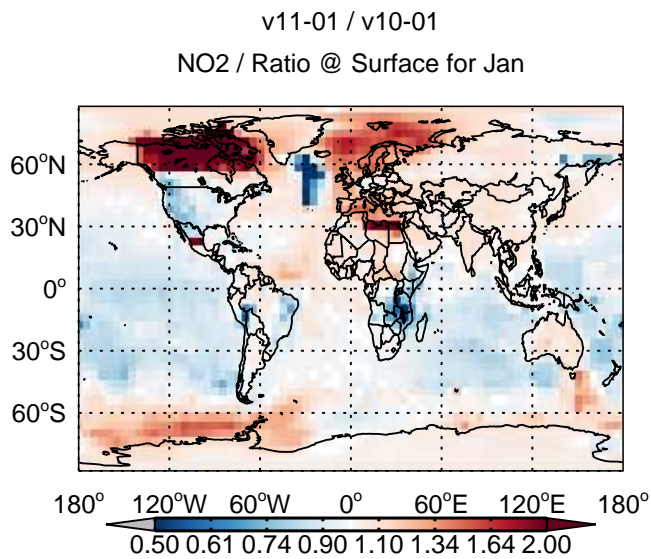 v11-01 / v10-01
NO2 / Ratio @ Surface for Jan
60°N
30°N
0°
30°S
60°S
180° 120°W 60°W 0° 60°E 120°E 180°
0.50 0.61 0.74 0.90 1.10 1.34 1.64 2.00